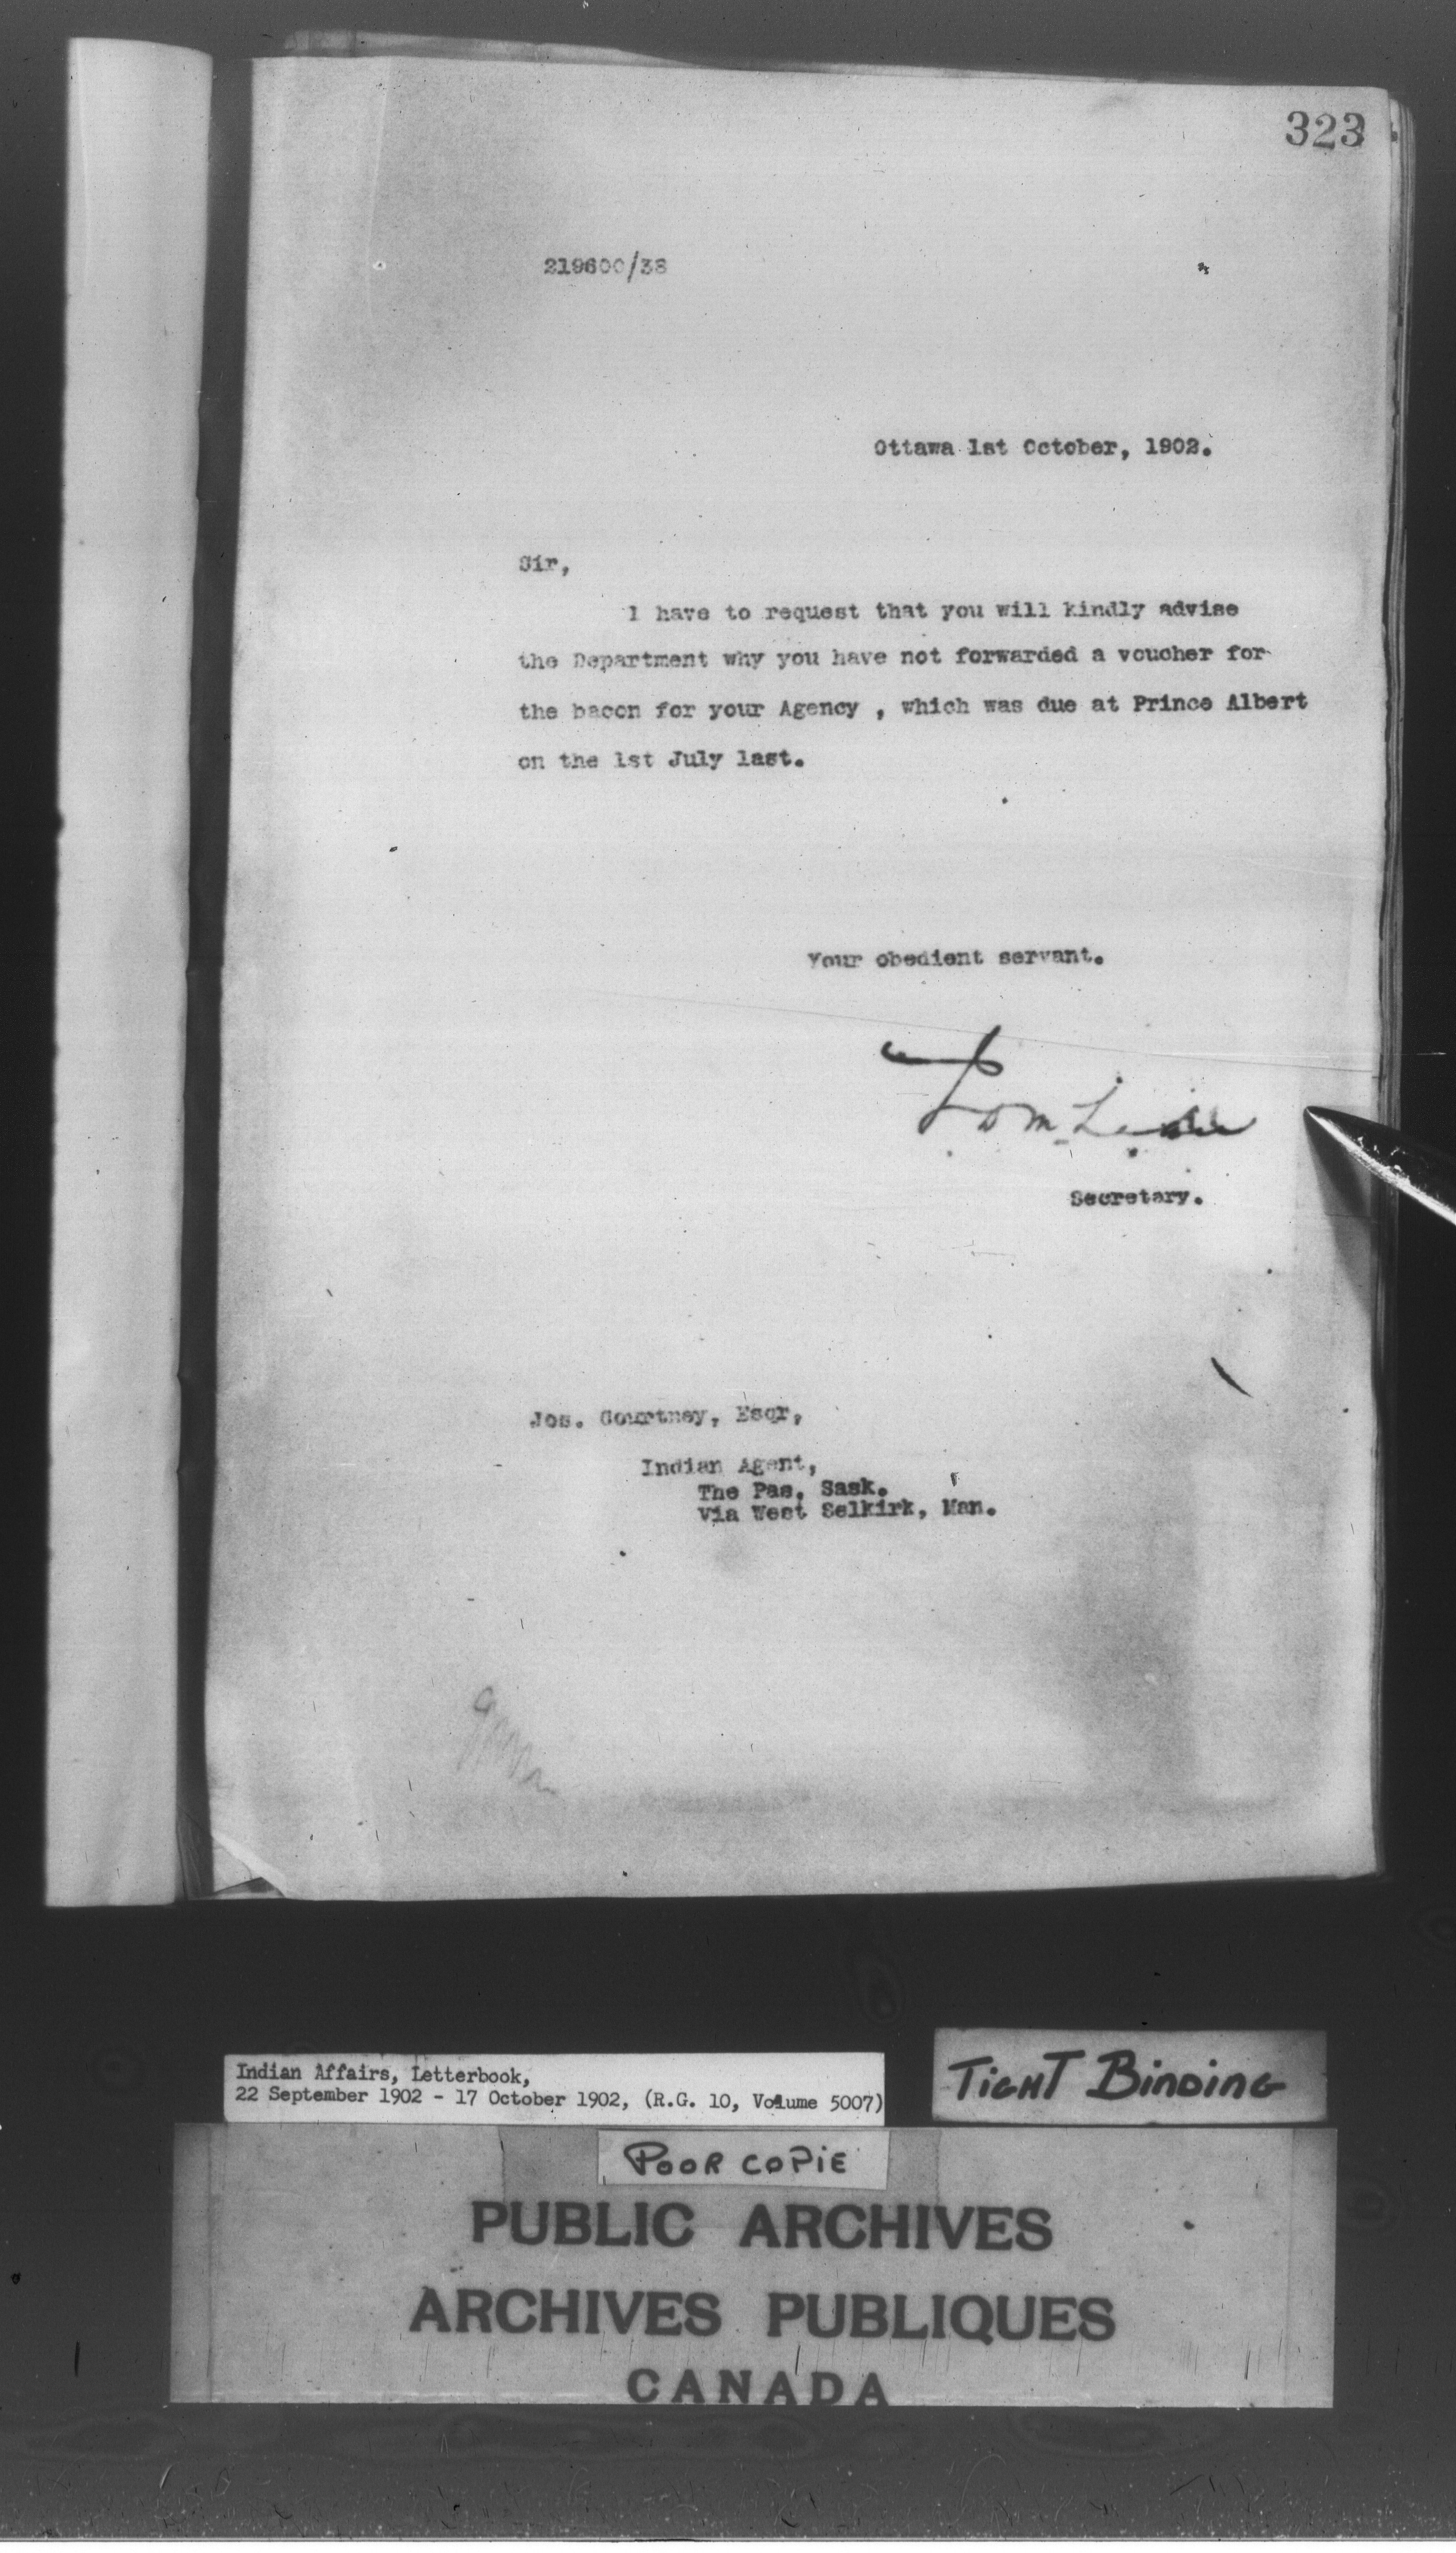 323
219600/38
Ottawa 1st October, 1902.
Sir,
I have to request that you will kindly advise
the Department why you have not forwarded a voucher for
the bacon for your Agency , which was due at Prince Albert
on the 1st July last.
Your obedient servant.
Secretary.
Jos. Courtney, Esqr,
Indian Agent,
The Pas, Sask.
Via West Selkirk, Man.
Indian Affairs, Letterbook,
22 September 1902 - 17 October 1902, (R.G. 10, Volume 5007)
TIGHT BINDING
POOR COPIE
PUBLIC ARCHIVES
ARCHIVES PUBLIQUES
CANADA